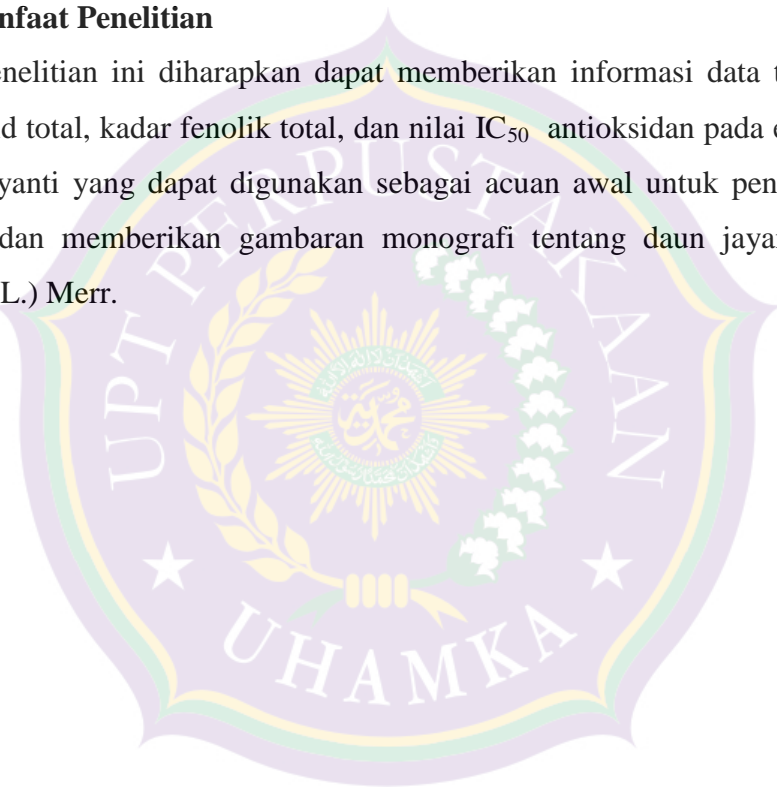 nfaat Penelitian
enelitian ini diharapkan dapat memberikan informasi data t
d total, kadar fenolik total, dan nilai IC₅₀ antioksidan pada e
yanti yang dapat digunakan sebagai acuan awal untuk pen
dan memberikan gambaran monografi tentang daun jaya
L.) Merr.
UPT PERPUSTAKAAN
UHAMKA